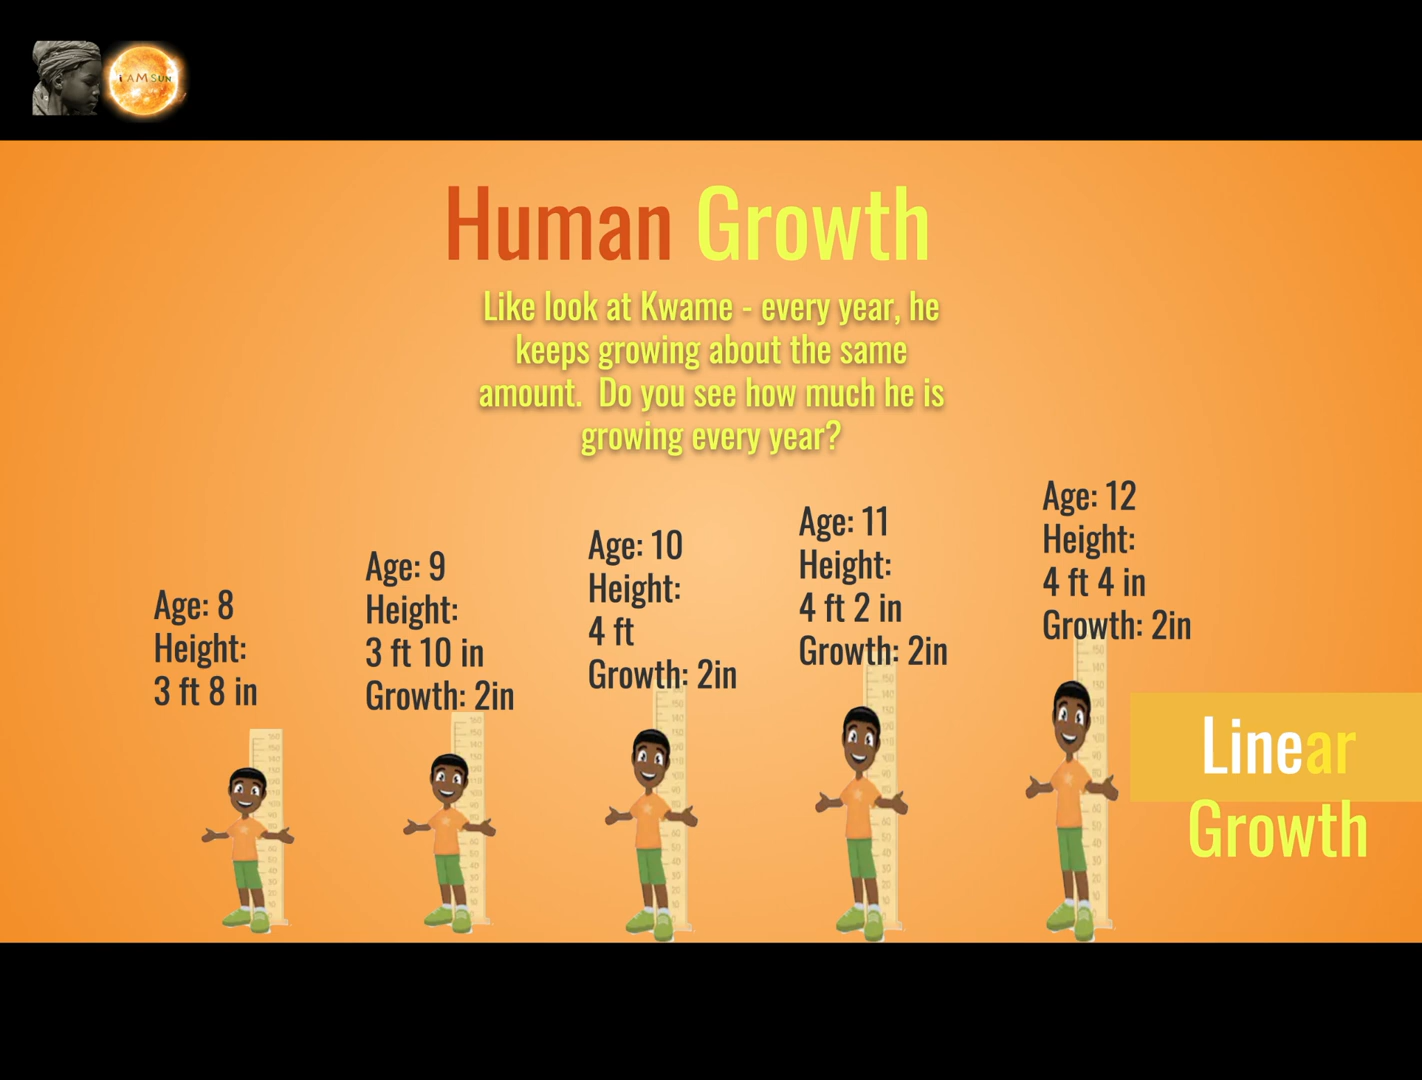 i AM SUN
Human Growth
Like look at Kwame - every year, he
keeps growing about the same
amount.  Do you see how much he is
growing every year?
Age: 8
Height:
3 ft 8 in
Age: 9
Height:
3 ft 10 in
Growth: 2in
Age: 10
Height:
4 ft
Growth: 2in
Age: 11
Height:
4 ft 2 in
Growth: 2in
Age: 12
Height:
4 ft 4 in
Growth: 2in
Linear
Growth